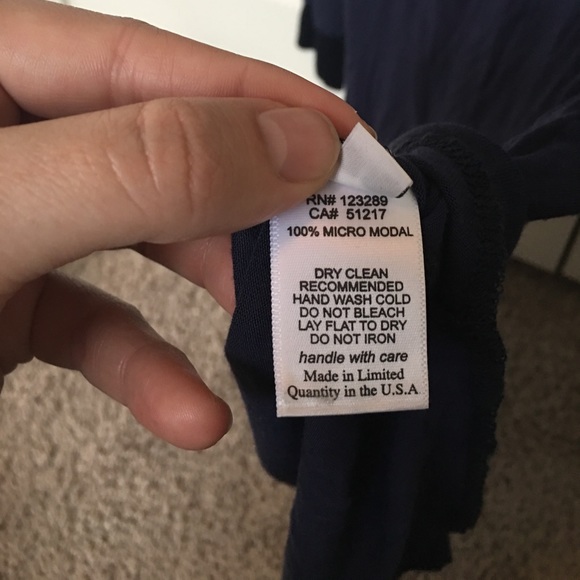 RN# 123289
CA# 51217
100% MICRO MODAL
DRY CLEAN
RECOMMENDED
HAND WASH COLD
DO NOT BLEACH
LAY FLAT TO DRY
DO NOT IRON
handle with care
Made in Limited
Quantity in the U.S.A